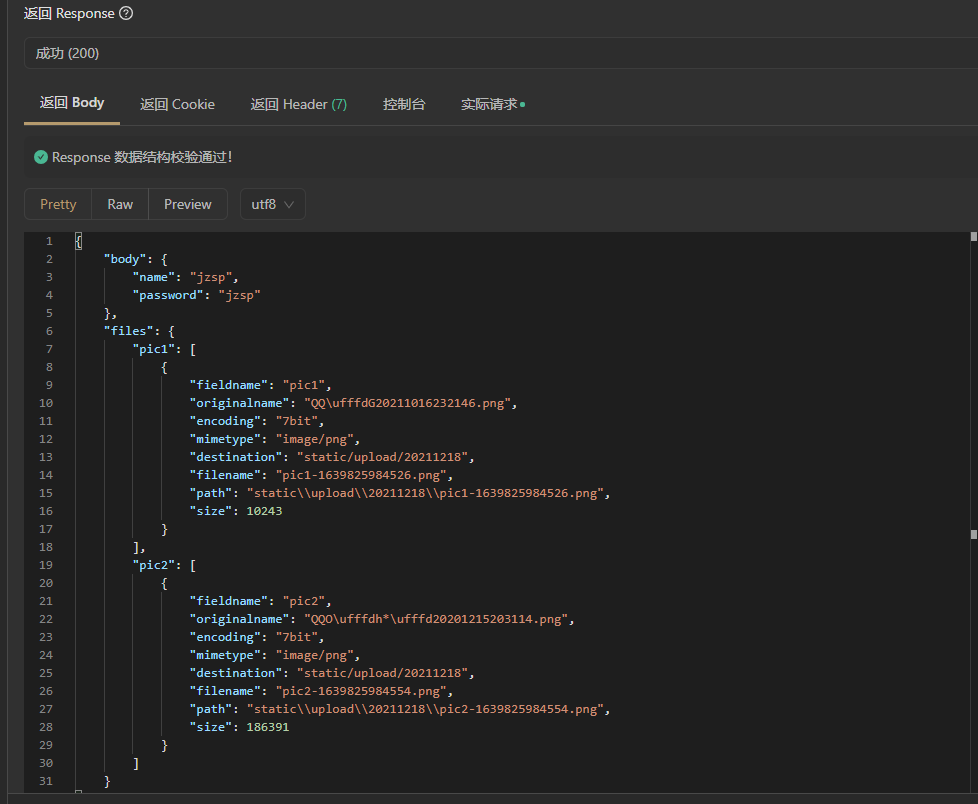 返回 Response ?
成功 (200)
返回 Body 返回 Cookie 返回 Header (7) 控制台 实际请求
Response 数据结构校验通过!
Pretty Raw Preview utf8
1 {
2 "body": {
3 "name": "jzsp",
4 "password": "jzsp"
5 },
6 "files": {
7 "pic1": [
8 {
9 "fieldname": "pic1",
10 "originalname": "QQ\ufffdG20211016232146.png",
11 "encoding": "7bit",
12 "mimetype": "image/png",
13 "destination": "static/upload/20211218",
14 "filename": "pic1-1639825984526.png",
15 "path": "static\\upload\\20211218\\pic1-1639825984526.png",
16 "size": 10243
17 }
18 ],
19 "pic2": [
20 {
21 "fieldname": "pic2",
22 "originalname": "QQO\ufffdh*\ufffd20201215203114.png",
23 "encoding": "7bit",
24 "mimetype": "image/png",
25 "destination": "static/upload/20211218",
26 "filename": "pic2-1639825984554.png",
27 "path": "static\\upload\\20211218\\pic2-1639825984554.png",
28 "size": 186391
29 }
30 ]
31 }